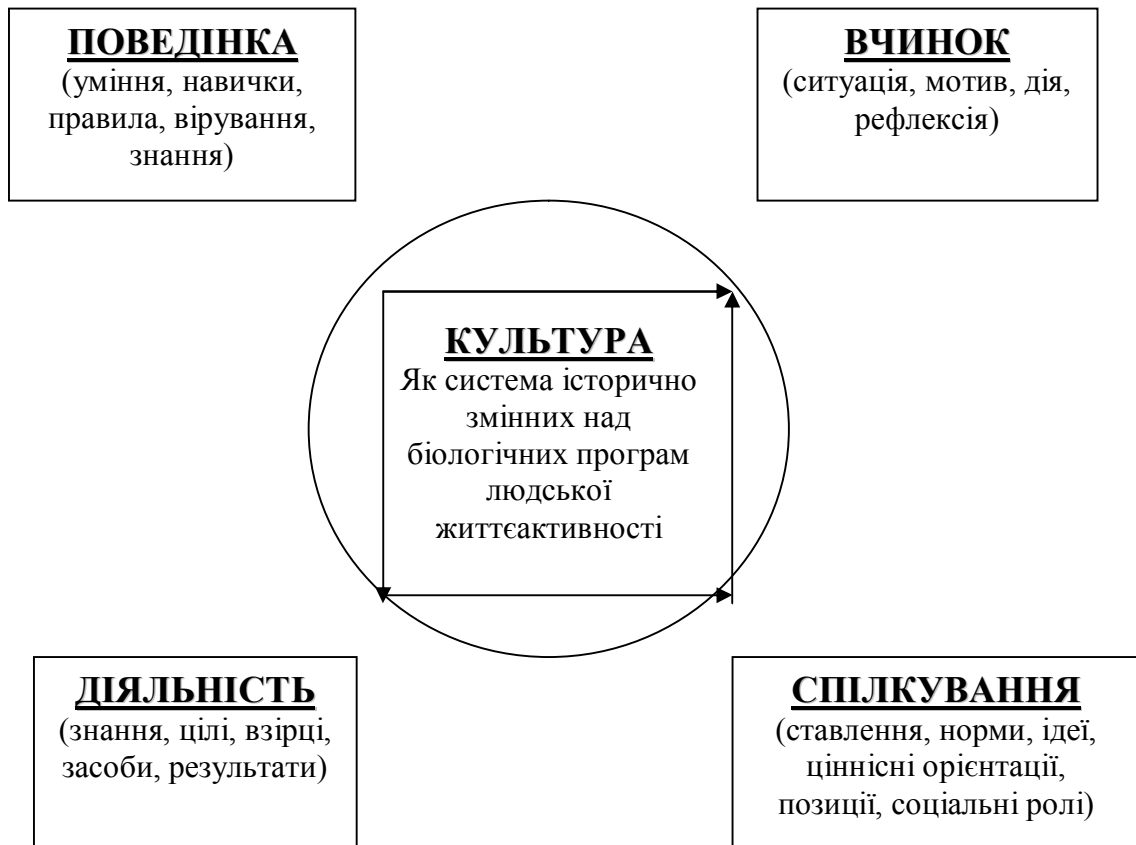 ПОВЕДІНКА
(уміння, навички,
правила, вірування,
знання)
ВЧИНОК
(ситуація, мотив, дія,
рефлексія)
КУЛЬТУРА
Як система історично
змінних над
біологічних програм
людської
життєактивності
ДІЯЛЬНІСТЬ
(знання, цілі, взірці,
засоби, результати)
СПІЛКУВАННЯ
(ставлення, норми, ідеї,
ціннісні орієнтації,
позиції, соціальні ролі)